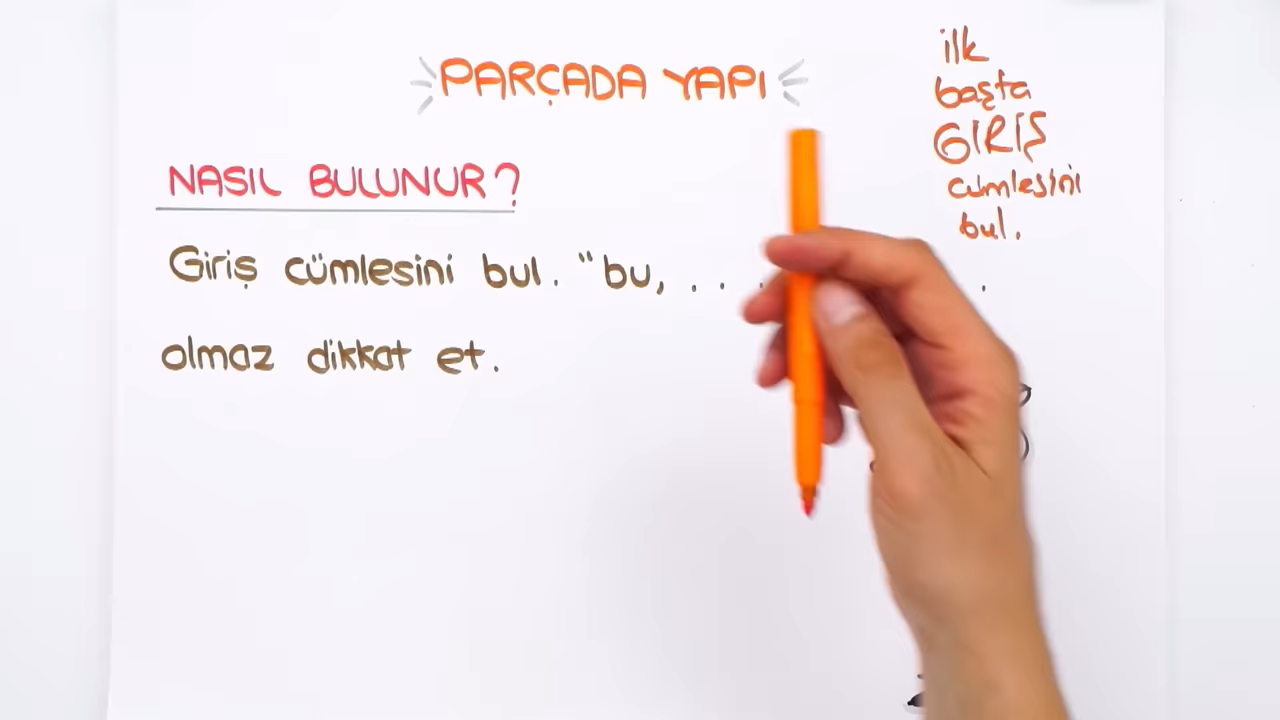 PARÇADA YAPI
NASIL BULUNUR?
Giriş cümlesini bul. "bu, . . . .
olmaz dikkat et.
ilk
başta
GİRİŞ
cümlesini
bul.